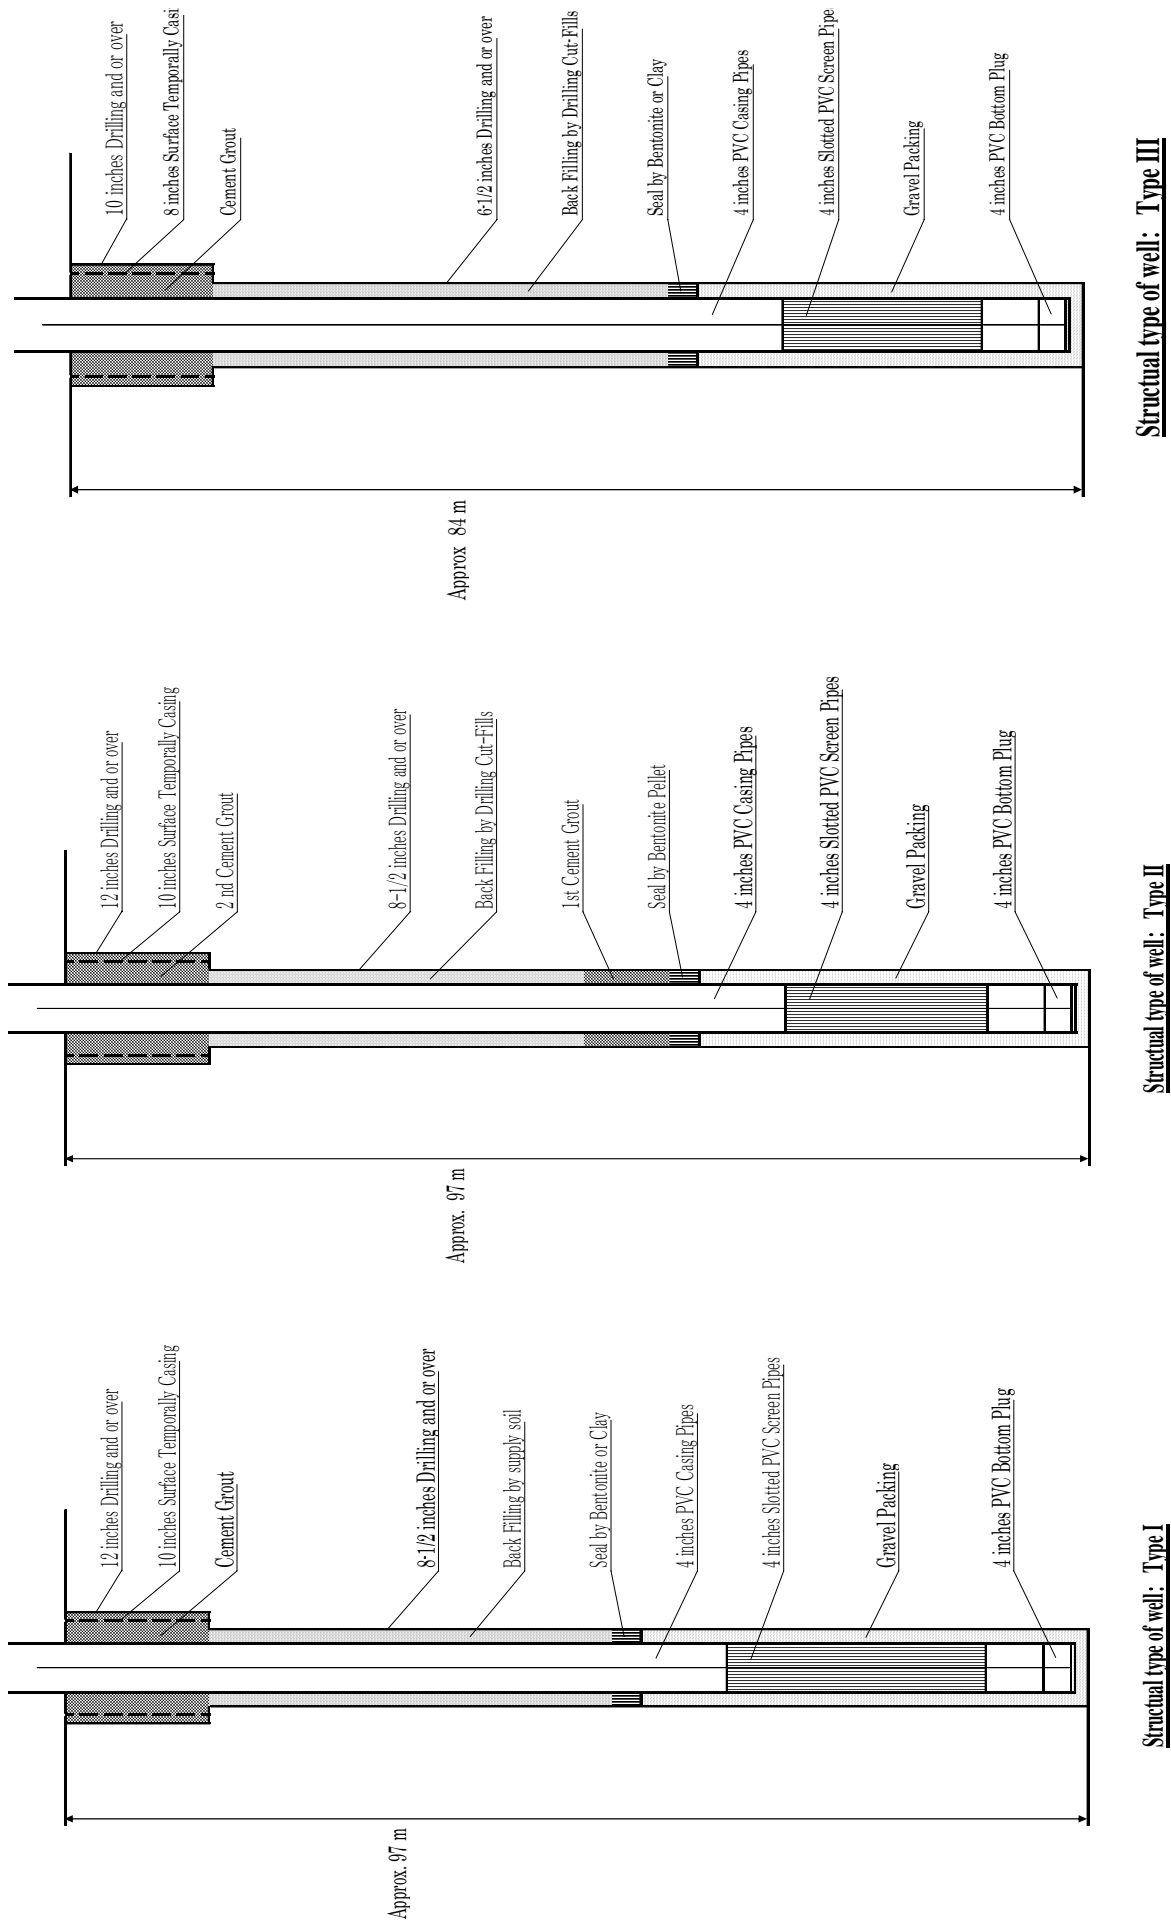 10 inches Drilling and or over
8 inches Surface Temporally Casi
Cement Grout
6-1/2 inches Drilling and or over
Back Filling by Drilling Cut-Fills
Seal by Bentonite or Clay
4 inches PVC Casing Pipes
4 inches Slotted PVC Screen Pipe
Gravel Packing
4 inches PVC Bottom Plug
Approx 84 m
Structual type of well: Type III
12 inches Drilling and or over
10 inches Surface Temporally Casing
2 nd Cement Grout
8-1/2 inches Drilling and or over
Back Filling by Drilling Cut-Fills
1st Cement Grout
Seal by Bentonite Pellet
4 inches PVC Casing Pipes
4 inches Slotted PVC Screen Pipes
Gravel Packing
4 inches PVC Bottom Plug
Approx. 97 m
Structual type of well: Type II
12 inches Drilling and or over
10 inches Surface Temporally Casing
Cement Grout
8-1/2 inches Drilling and or over
Back Filling by supply soil
Seal by Bentonite or Clay
4 inches PVC Casing Pipes
4 inches Slotted PVC Screen Pipes
Gravel Packing
4 inches PVC Bottom Plug
Approx. 97 m
Structual type of well: Type I